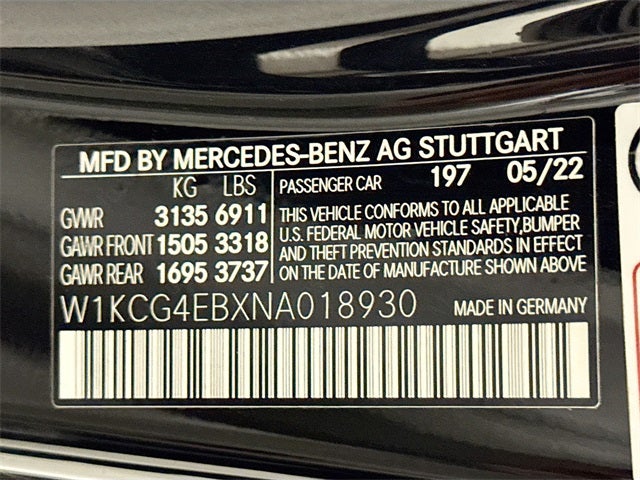 MFD BY MERCEDES-BENZ AG STUTTGART
KG LBS
GVWR 3135 6911
GAWR FRONT 1505 3318
GAWR REAR 1695 3737
PASSENGER CAR 197 05/22
THIS VEHICLE CONFORMS TO ALL APPLICABLE
U.S. FEDERAL MOTOR VEHICLE SAFETY,BUMPER
AND THEFT PREVENTION STANDARDS IN EFFECT
ON THE DATE OF MANUFACTURE SHOWN ABOVE
W1KCG4EBXNA018930 MADE IN GERMANY